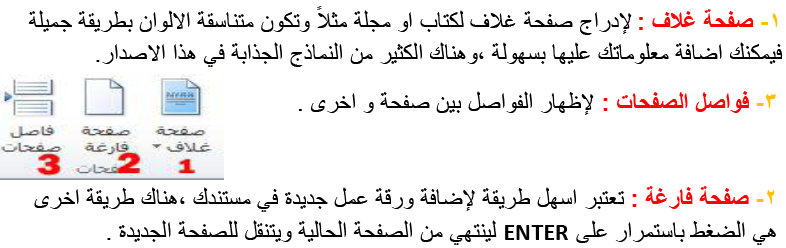 ١- صفحة غلاف : لإدراج صفحة غلاف لكتاب او مجلة مثلاً وتكون متناسقة الالوان بطريقة جميلة
فيمكنك اضافة معلوماتك عليها بسهولة ،وهناك الكثير من النماذج الجذابة في هذا الاصدار.
٣- فواصل الصفحات : لإظهار الفواصل بين صفحة و اخرى .
صفحة صفحة فاصل
غلاف فارغة صفحات
صفحات
1 2 3
٢- صفحة فارغة : تعتبر اسهل طريقة لإضافة ورقة عمل جديدة في مستندك ،هناك طريقة اخرى
هي الضغط باستمرار على ENTER لينتهي من الصفحة الحالية ويتنقل للصفحة الجديدة .